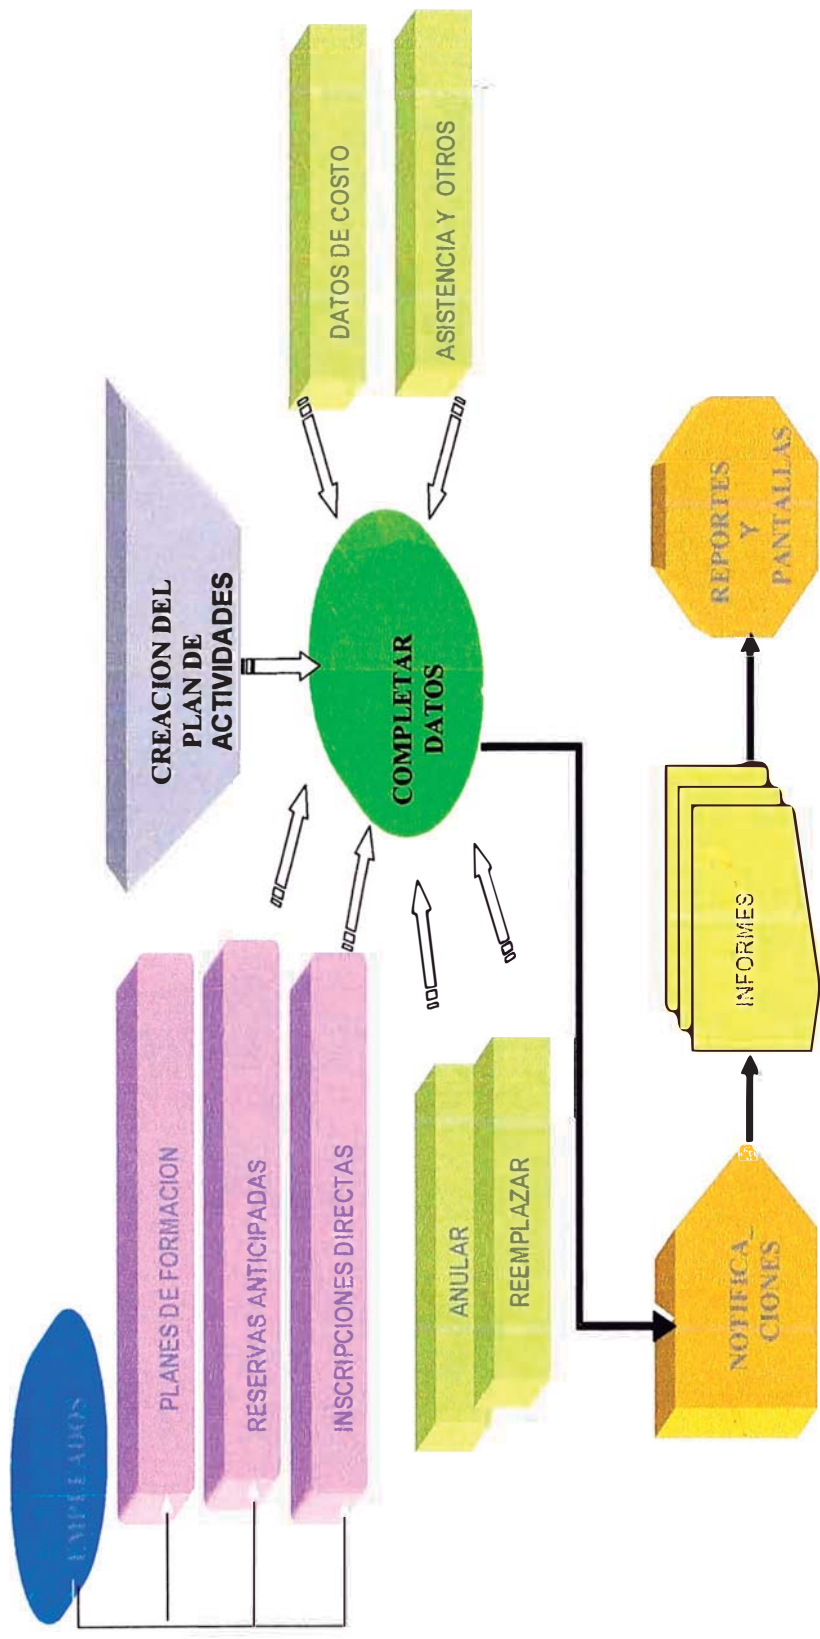 EMPLEADOS
PLANES DE FORMACION
RESERVAS ANTICIPADAS
INSCRIPCIONES DIRECTAS
ANULAR
REEMPLAZAR
CREACION DEL
PLAN DE
ACTIVIDADES
COMPLETAR
DATOS
DATOS DE COSTO
ASISTENCIA Y OTROS
NOTIFICA_
CIONES
INFORMES
REPORTES
Y
PANTALLAS